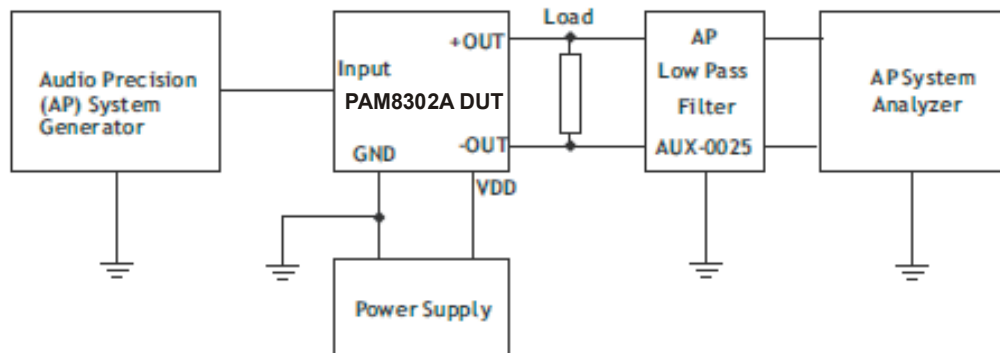 Audio Precision
(AP) System
Generator
Input
PAM8302A DUT
+OUT
-OUT
GND
VDD
Power Supply
Load
AP
Low Pass
Filter
AUX-0025
AP System
Analyzer